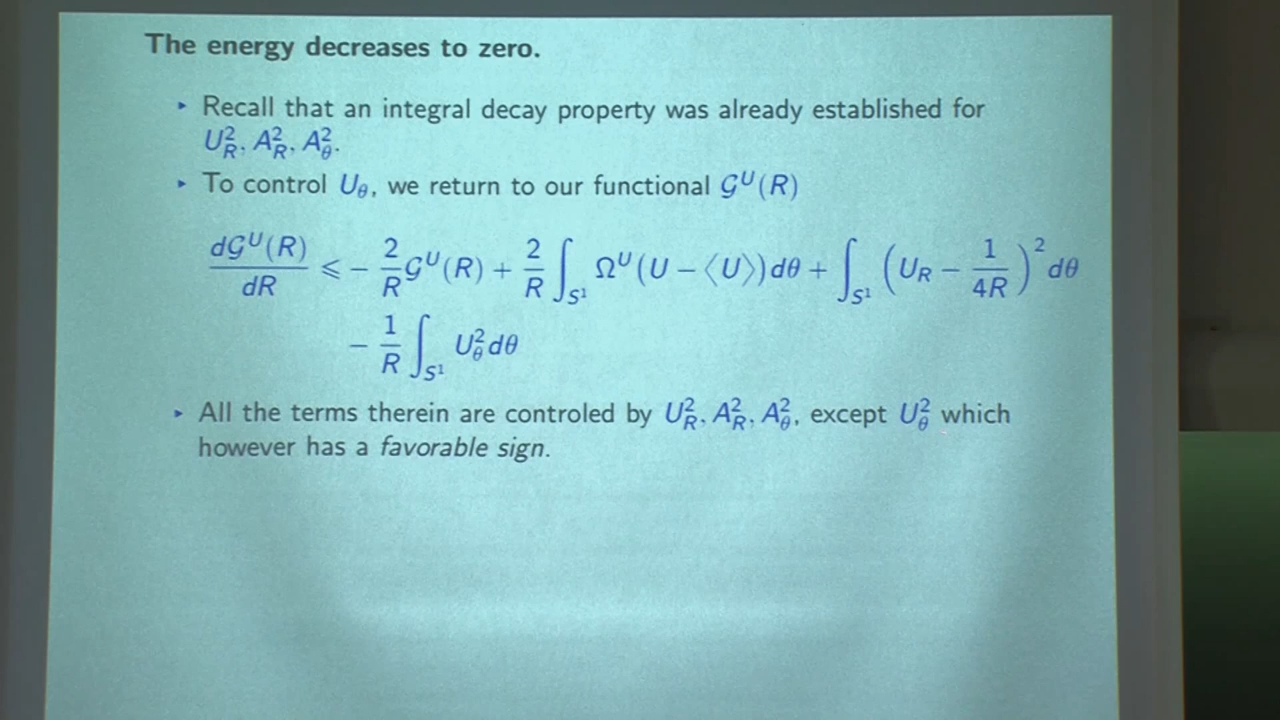 The energy decreases to zero.
▸ Recall that an integral decay property was already established for
U_R^2, A_R^2, A_θ^2.
▸ To control U_θ, we return to our functional 𝒢^U(R)
d𝒢^U(R)/dR ⩽ − 2/R 𝒢^U(R) + 2/R ∫_{S^1} Ω^U(U − ⟨U⟩)dθ + ∫_{S^1} (U_R − 1/4R)^2 dθ
− 1/R ∫_{S^1} U_θ^2 dθ
▸ All the terms therein are controled by U_R^2, A_R^2, A_θ^2, except U_θ^2 which
however has a favorable sign.